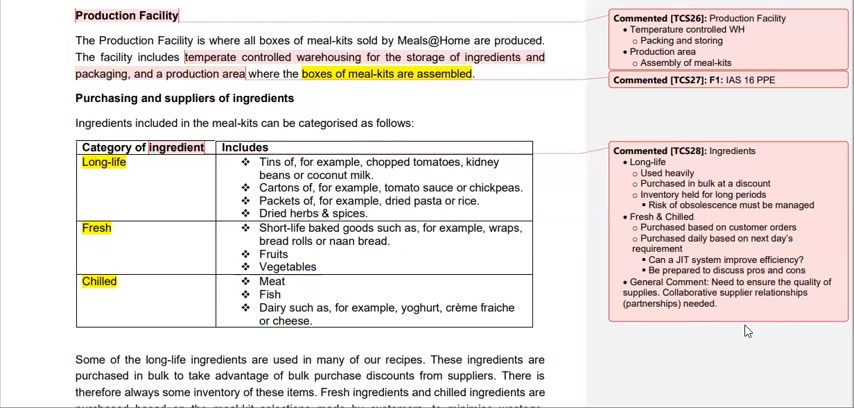 Production Facility
The Production Facility is where all boxes of meal-kits sold by Meals@Home are produced.
The facility includes temperature controlled warehousing for the storage of ingredients and
packaging, and a production area where the boxes of meal-kits are assembled.
Purchasing and suppliers of ingredients
Ingredients included in the meal-kits can be categorised as follows:
Category of ingredient Includes
Long-life
❖ Tins of, for example, chopped tomatoes, kidney
beans or coconut milk.
❖ Cartons of, for example, tomato sauce or chickpeas.
❖ Packets of, for example, dried pasta or rice.
❖ Dried herbs & spices.
Fresh
❖ Short-life baked goods such as, for example, wraps,
bread rolls or naan bread.
❖ Fruits
❖ Vegetables
Chilled
❖ Meat
❖ Fish
❖ Dairy such as, for example, yoghurt, crème fraiche
or cheese.
Some of the long-life ingredients are used in many of our recipes. These ingredients are
purchased in bulk to take advantage of bulk purchase discounts from suppliers. There is
therefore always some inventory of these items. Fresh ingredients and chilled ingredients are
Commented [TCS26]: Production Facility
• Temperature controlled WH
o Packing and storing
• Production area
o Assembly of meal-kits
Commented [TCS27]: F1: IAS 16 PPE
Commented [TCS28]: Ingredients
• Long-life
o Used heavily
o Purchased in bulk at a discount
o Inventory held for long periods
▪ Risk of obsolescence must be managed
• Fresh & Chilled
o Purchased based on customer orders
o Purchased daily based on next day's
requirement
▪ Can a JIT system improve efficiency?
▪ Be prepared to discuss pros and cons
• General Comment: Need to ensure the quality of
supplies. Collaborative supplier relationships
(partnerships) needed.